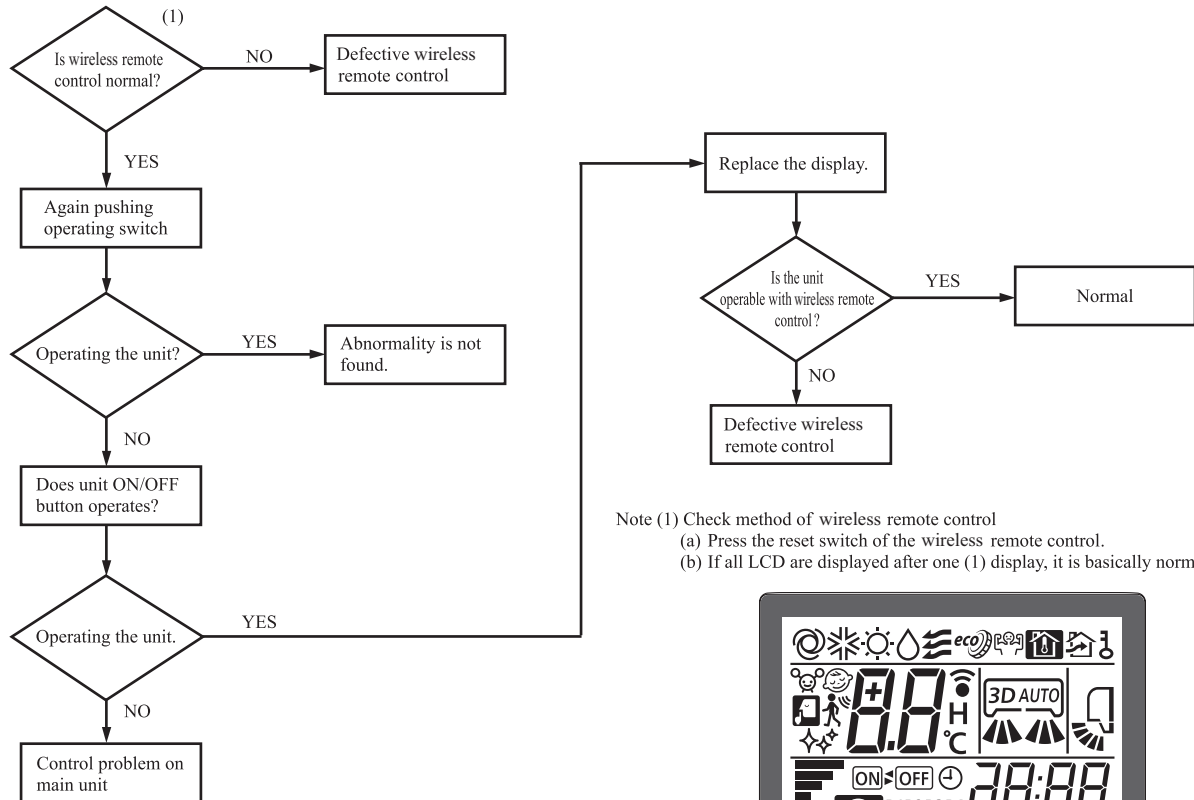 (1)
Is wireless remote
control normal?
NO
Defective wireless
remote control
YES
Again pushing
operating switch
Operating the unit?
YES
Abnormality is not
found.
NO
Does unit ON/OFF
button operates?
Operating the unit.
YES
NO
Control problem on
main unit
Replace the display.
Is the unit
operable with wireless remote
control ?
YES
Normal
NO
Defective wireless
remote control
Note (1) Check method of wireless remote control
(a) Press the reset switch of the wireless remote control.
(b) If all LCD are displayed after one (1) display, it is basically norm
eco
8.8
H
°C
3D AUTO
ON
OFF